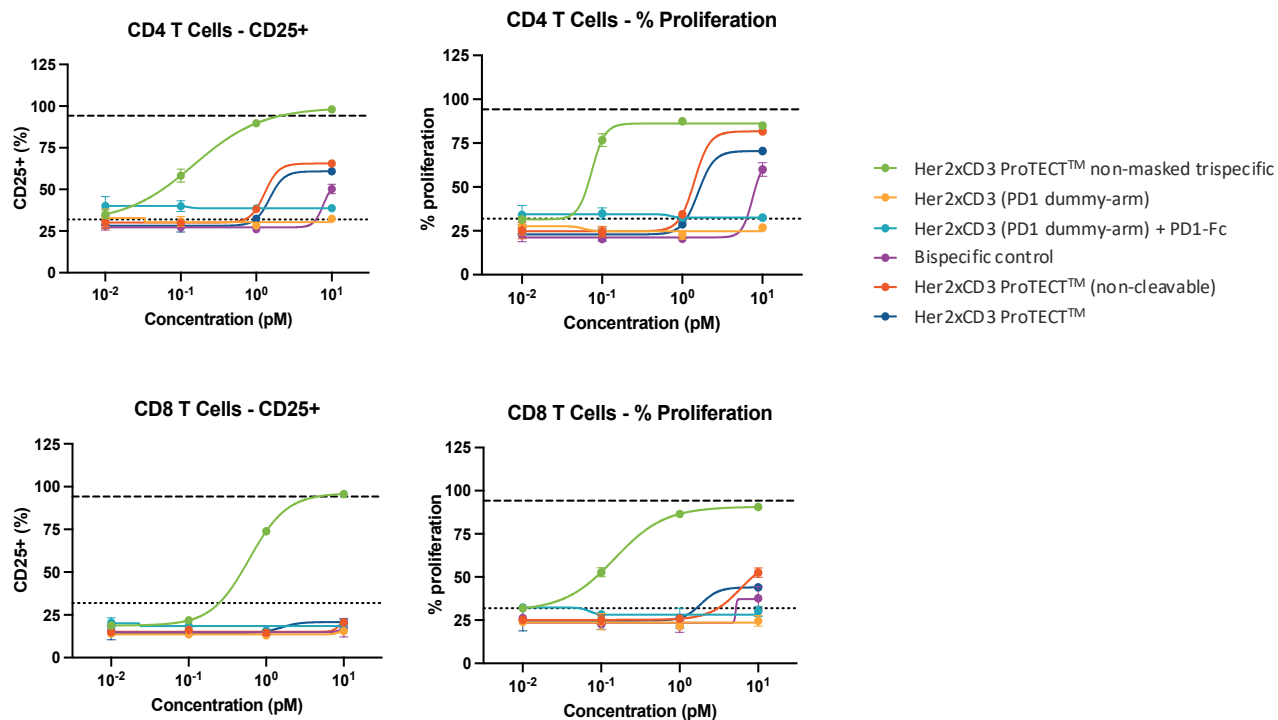 CD4 T Cells - CD25+
CD25+ (%)
125
100
75
50
25
0
10-2
10-1
100
101
Concentration (pM)
CD4 T Cells - % Proliferation
% proliferation
125
100
75
50
25
0
10-2
10-1
100
101
Concentration (pM)
Her2xCD3 ProTECT™ non-masked trispecific
Her2xCD3 (PD1 dummy-arm)
Her2xCD3 (PD1 dummy-arm) + PD1-Fc
Bispecific control
Her2xCD3 ProTECT™ (non-cleavable)
Her2xCD3 ProTECT™
CD8 T Cells - CD25+
CD25+ (%)
125
100
75
50
25
0
10-2
10-1
100
101
Concentration (pM)
CD8 T Cells - % Proliferation
% proliferation
125
100
75
50
25
0
10-2
10-1
100
101
Concentration (pM)